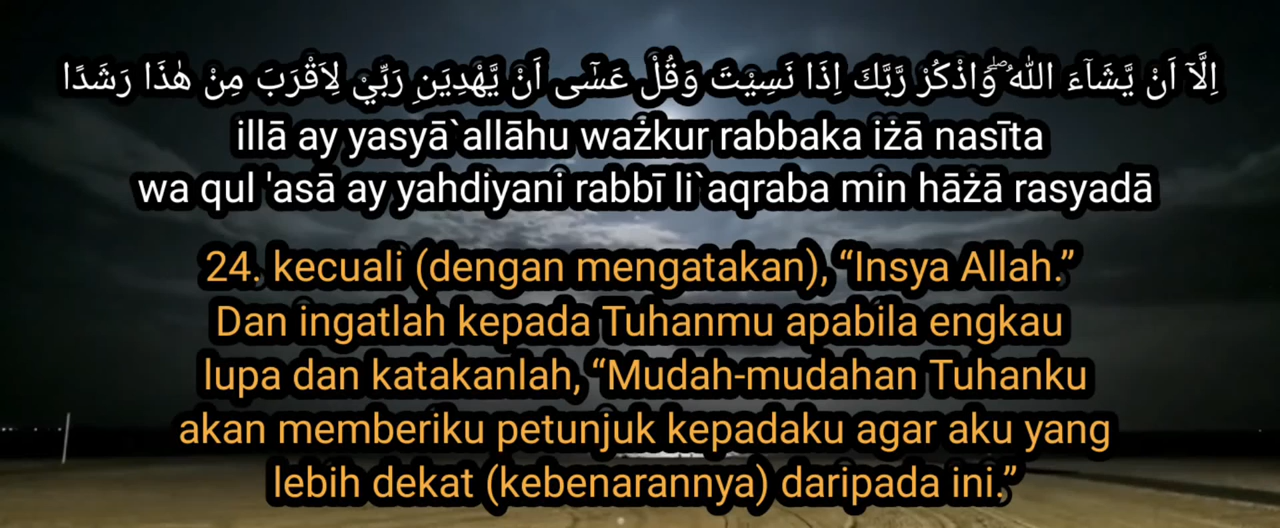 اِلَّآ اَنْ يَّشَاۤءَ اللّٰهُ ۖوَاذْكُرْ رَّبَّكَ اِذَا نَسِيْتَ وَقُلْ عَسٰٓى اَنْ يَّهْدِيَنِ رَبِّيْ لِاَقْرَبَ مِنْ هٰذَا رَشَدًا
illā ay yasyā`allāhuważkur rabbaka iżā nasīta
wa qul 'asā ay yahdiyani rabbī li`aqraba min hāżā rasyadā
24. kecuali (dengan mengatakan), “Insya Allah.”
Dan ingatlah kepada Tuhanmu apabila engkau
lupa dan katakanlah, “Mudah-mudahan Tuhanku
akan memberiku petunjuk kepadaku agar aku yang
lebih dekat (kebenarannya) daripada ini.”